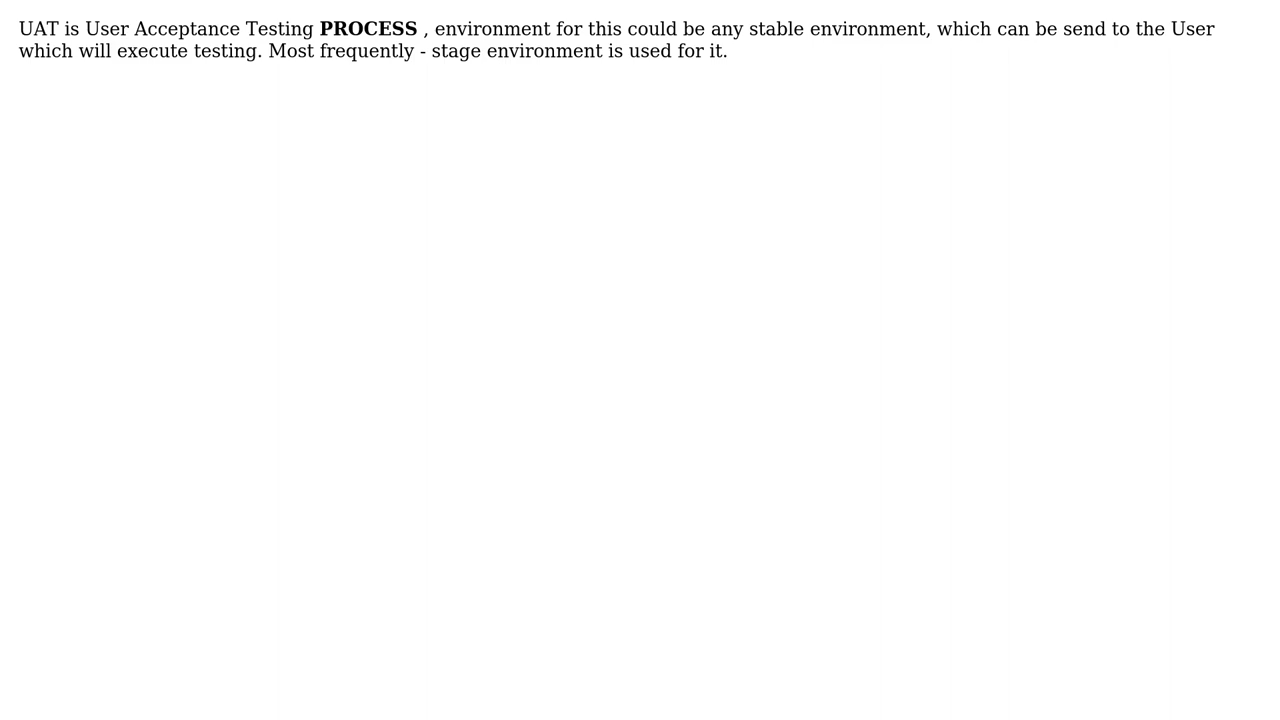 UAT is User Acceptance Testing PROCESS , environment for this could be any stable environment, which can be send to the User
which will execute testing. Most frequently - stage environment is used for it.